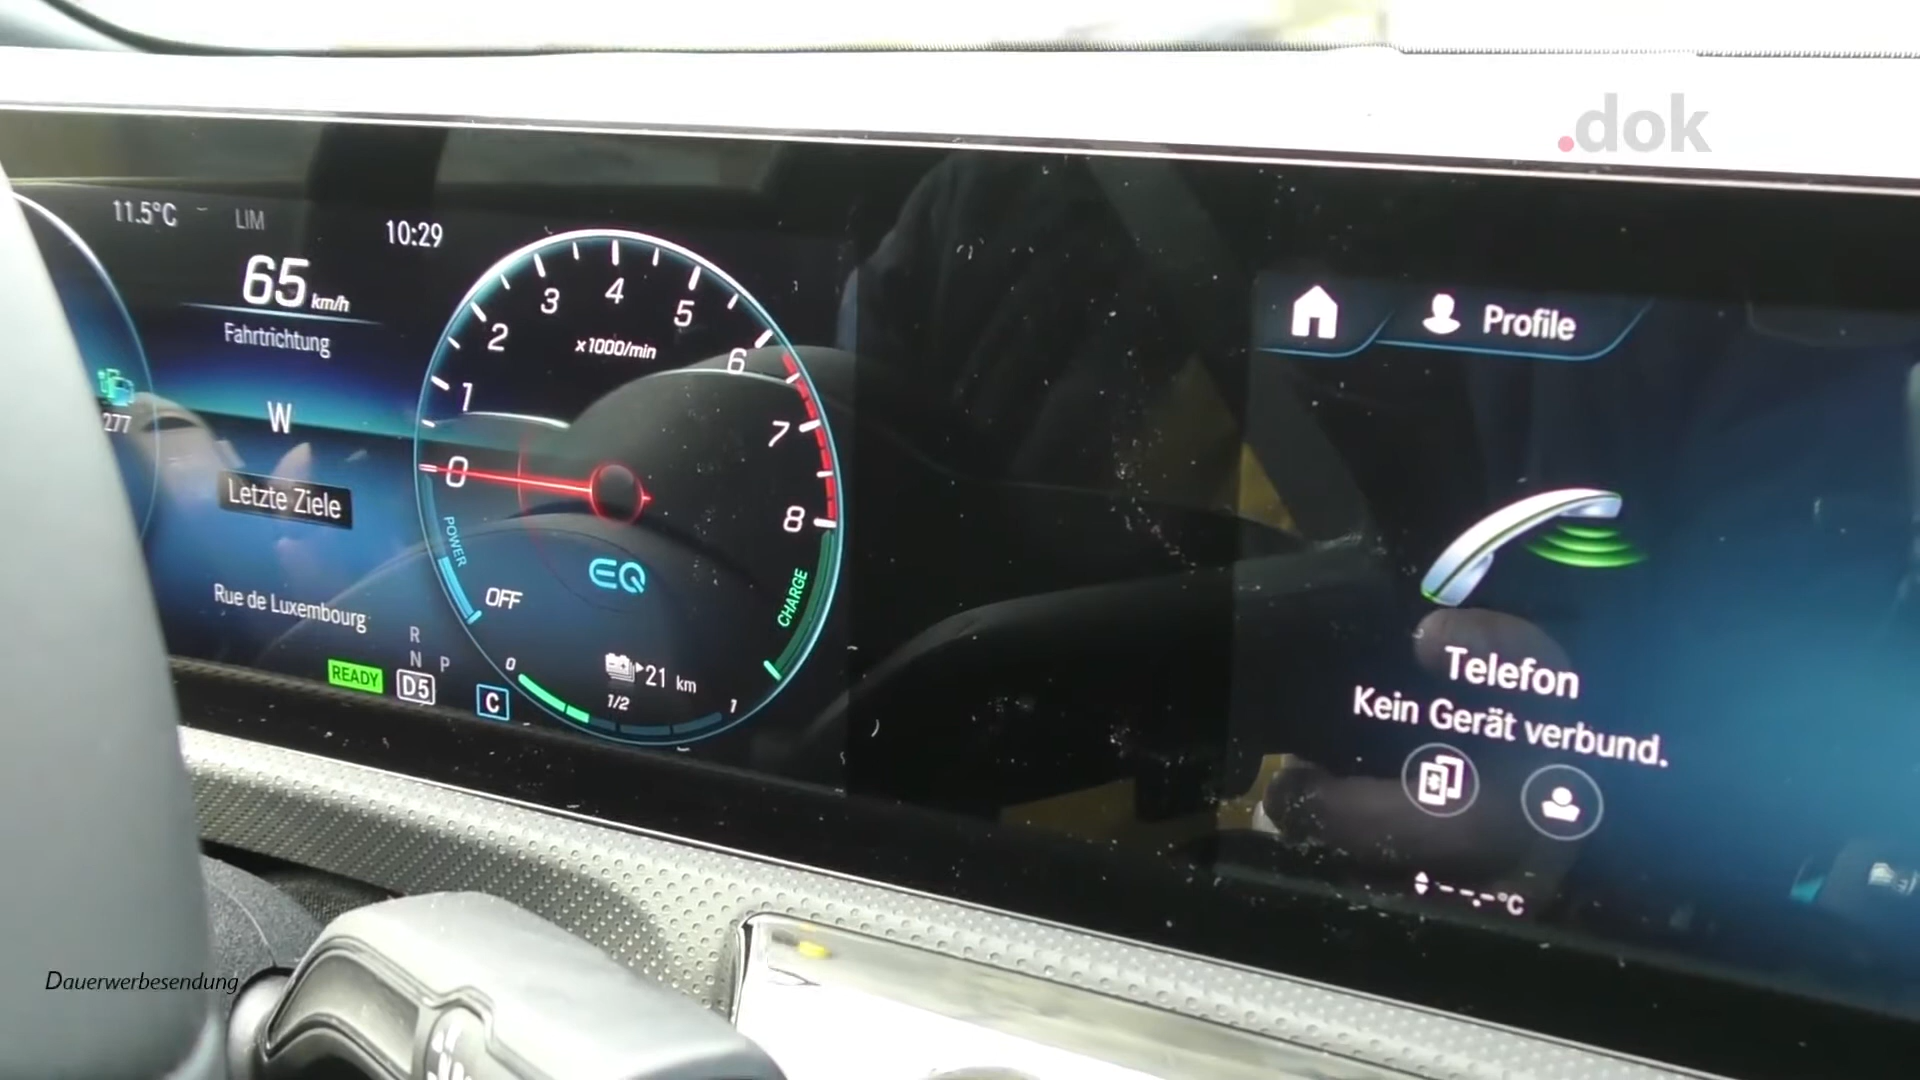 .dok
11.5°C
LIM
10:29
65 km/h
Fahrtrichtung
W
Letzte Ziele
Rue de Luxembourg
277
R
N P
READY
D5
C
0
1
2
3
4
5
6
7
8
x1000/min
POWER
OFF
EQ
CHARGE
21 km
0
1/2
1
Profile
Telefon
Kein Gerät verbund.
--.-°C
Dauerwerbesendung